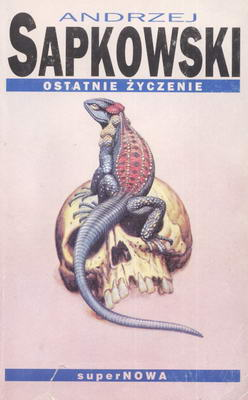 ANDRZEJ
SAPKOWSKI
OSTATNIE ŻYCZENIE
superNOWA